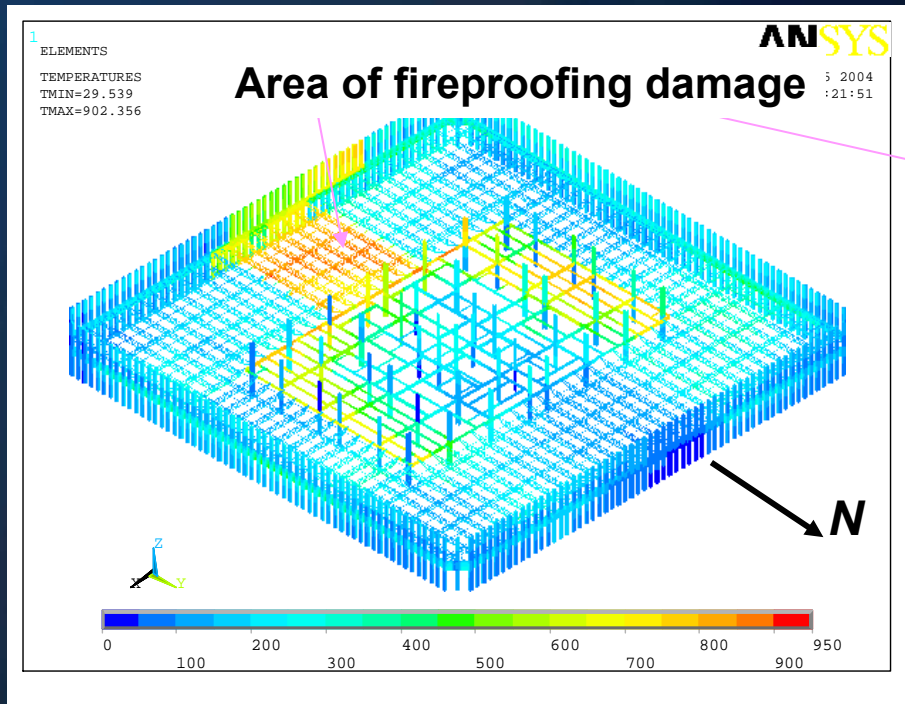 1
ELEMENTS
ANSYS
TEMPERATURES
TMIN=29.539
TMAX=902.356
Area of fireproofing damage
2004
:21:51
N
Z
X
Y
0 100 200 300 400 500 600 700 800 900 950